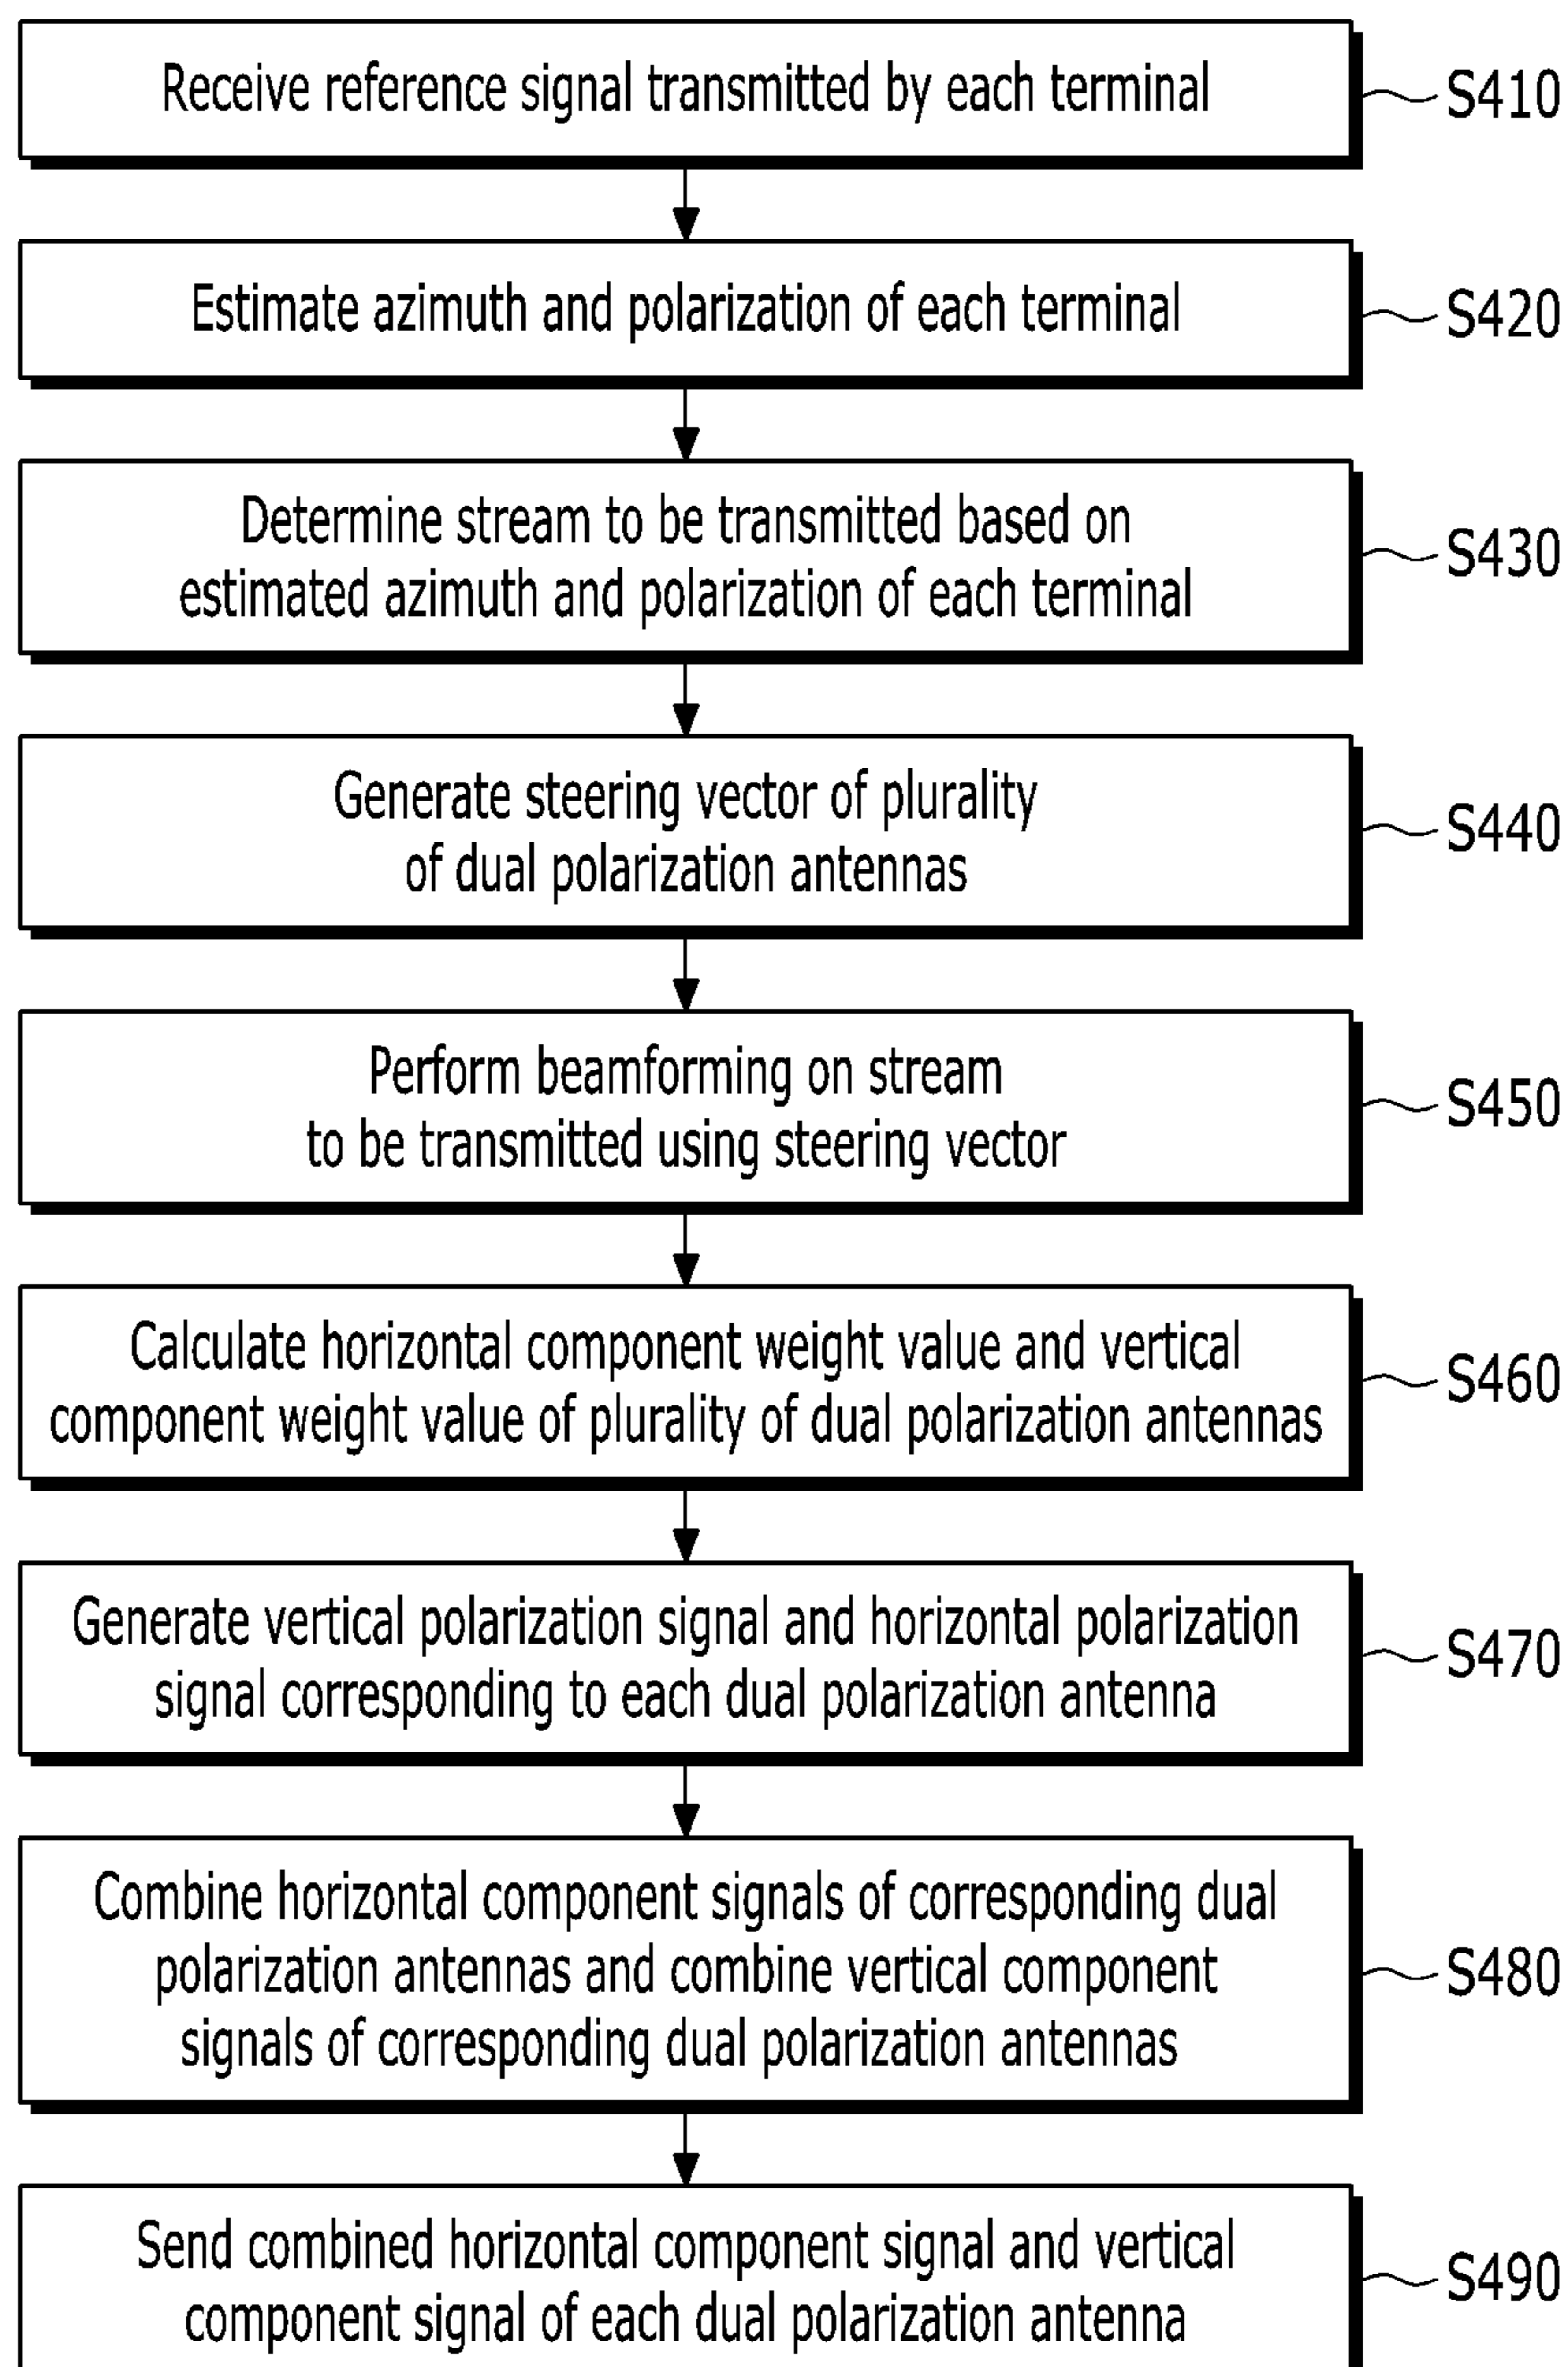 Receive reference signal transmitted by each terminal
S410
Estimate azimuth and polarization of each terminal
S420
Determine stream to be transmitted based on
estimated azimuth and polarization of each terminal
S430
Generate steering vector of plurality
of dual polarization antennas
S440
Perform beamforming on stream
to be transmitted using steering vector
S450
Calculate horizontal component weight value and vertical
component weight value of plurality of dual polarization antennas
S460
Generate vertical polarization signal and horizontal polarization
signal corresponding to each dual polarization antenna
S470
Combine horizontal component signals of corresponding dual
polarization antennas and combine vertical component
signals of corresponding dual polarization antennas
S480
Send combined horizontal component signal and vertical
component signal of each dual polarization antenna
S490